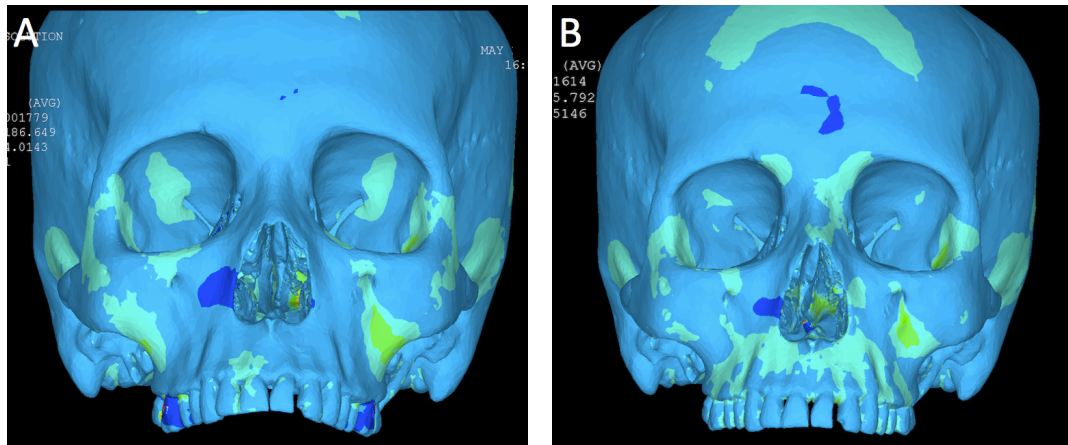 A
SOLUTION
MAY
16:
(AVG)
001779
186.649
4.0143
1
B
(AVG)
1614
5.792
5146